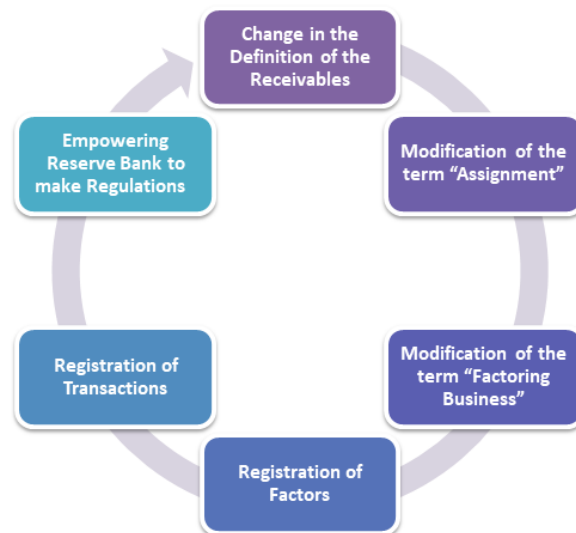 Change in the
Definition of the
Receivables
Modification of the
term “Assignment”
Modification of the
term “Factoring
Business”
Registration of
Factors
Registration of
Transactions
Empowering
Reserve Bank to
make Regulations